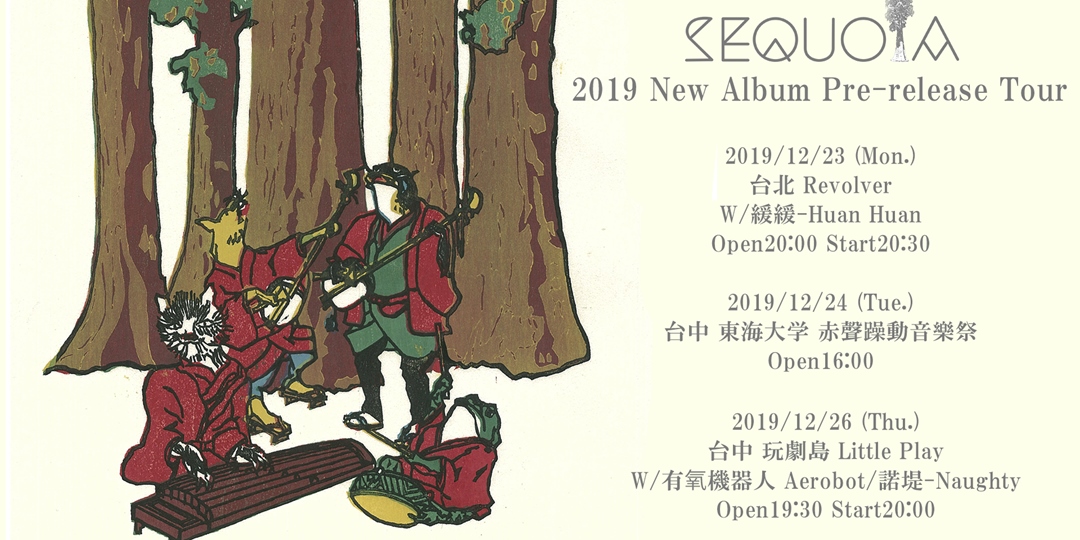 SEQUOIA
2019 New Album Pre-release Tour
2019/12/23 (Mon.)
台北 Revolver
W/緩緩-Huan Huan
Open20:00 Start20:30
2019/12/24 (Tue.)
台中 東海大学 赤聲躁動音樂祭
Open16:00
2019/12/26 (Thu.)
台中 玩劇島 Little Play
W/有氧機器人 Aerobot/諾堤-Naughty
Open19:30 Start20:00